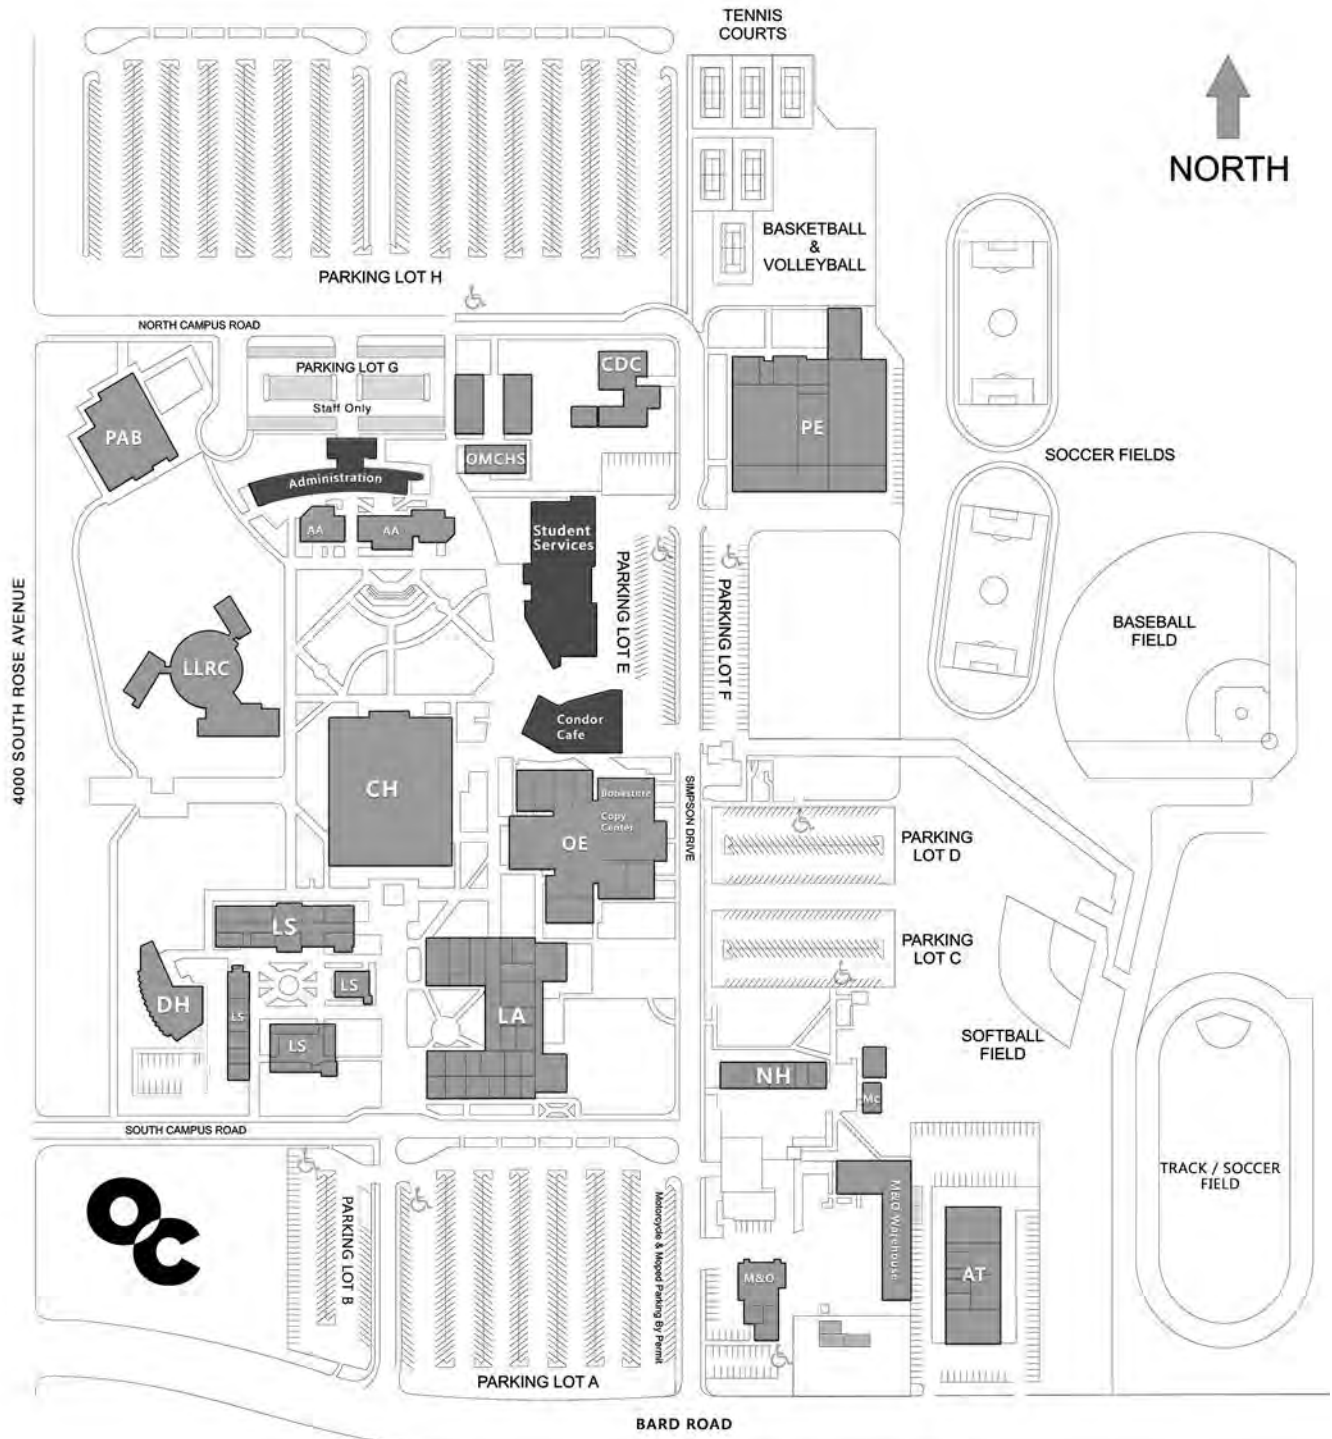 TENNIS
COURTS
NORTH
BASKETBALL
&
VOLLEYBALL
PARKING LOT H
NORTH CAMPUS ROAD
PARKING LOT G
Staff Only
CDC
PAB
PE
OMCHS
SOCCER FIELDS
Administration
AA
AA
Student
Services
PARKING LOT E
PARKING LOT F
4000 SOUTH ROSE AVENUE
BASEBALL
FIELD
LLRC
Condor
Cafe
CH
SIMPSON DRIVE
Bookstore
Copy
Center
OE
PARKING
LOT D
LS
PARKING
LOT C
DH
LS
LS
LA
LS
SOFTBALL
FIELD
NH
Mc
SOUTH CAMPUS ROAD
TRACK / SOCCER
FIELD
OC
PARKING LOT B
Motorcycle & Moped Parking By Permit
M&O Warehouse
M&O
AT
PARKING LOT A
BARD ROAD